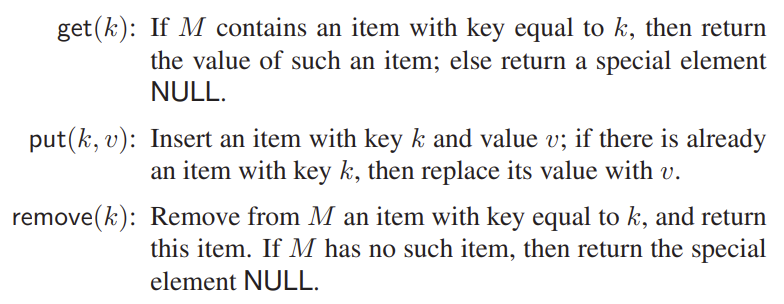 get(k): If M contains an item with key equal to k, then return
the value of such an item; else return a special element
NULL.
put(k, v): Insert an item with key k and value v; if there is already
an item with key k, then replace its value with v.
remove(k): Remove from M an item with key equal to k, and return
this item. If M has no such item, then return the special
element NULL.